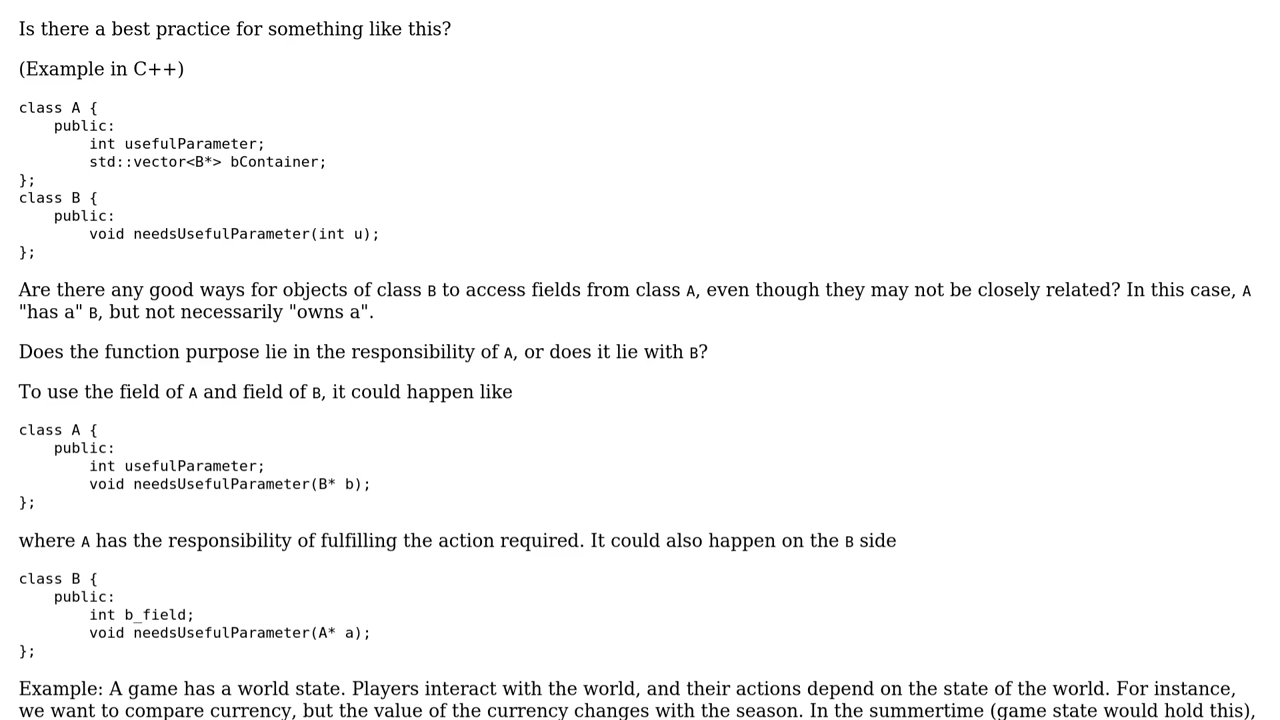 Is there a best practice for something like this?
(Example in C++)
class A {
    public:
        int usefulParameter;
        std::vector<B*> bContainer;
};
class B {
    public:
        void needsUsefulParameter(int u);
};
Are there any good ways for objects of class B to access fields from class A, even though they may not be closely related? In this case, A
"has a" B, but not necessarily "owns a".
Does the function purpose lie in the responsibility of A, or does it lie with B?
To use the field of A and field of B, it could happen like
class A {
    public:
        int usefulParameter;
        void needsUsefulParameter(B* b);
};
where A has the responsibility of fulfilling the action required. It could also happen on the B side
class B {
    public:
        int b_field;
        void needsUsefulParameter(A* a);
};
Example: A game has a world state. Players interact with the world, and their actions depend on the state of the world. For instance,
we want to compare currency, but the value of the currency changes with the season. In the summertime (game state would hold this),